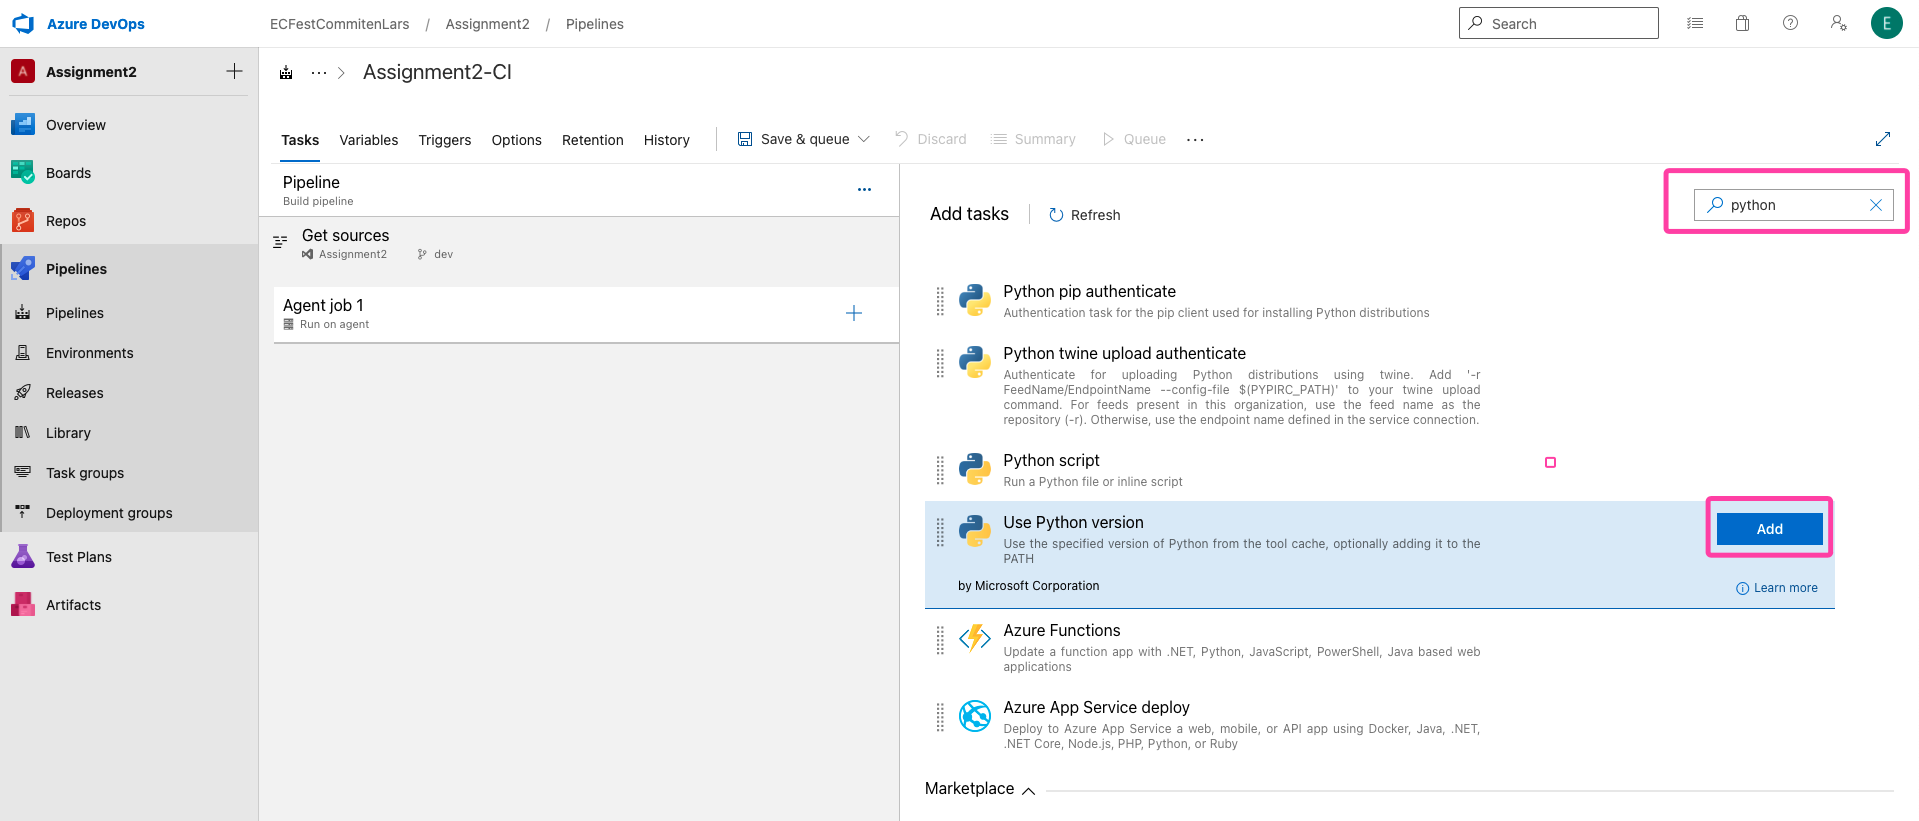 Azure DevOps
ECFestCommitenLars / Assignment2 / Pipelines
Search
E
A Assignment2
Overview
Boards
Repos
Pipelines
Pipelines
Environments
Releases
Library
Task groups
Deployment groups
Test Plans
Artifacts
... > Assignment2-CI
Tasks Variables Triggers Options Retention History Save & queue Discard Summary Queue ...
Pipeline
Build pipeline
...
Get sources
Assignment2 dev
Agent job 1
Run on agent
Add tasks Refresh
python
Python pip authenticate
Authentication task for the pip client used for installing Python distributions
Python twine upload authenticate
Authenticate for uploading Python distributions using twine. Add '-r
FeedName/EndpointName --config-file $(PYPIRC_PATH)' to your twine upload
command. For feeds present in this organization, use the feed name as the
repository (-r). Otherwise, use the endpoint name defined in the service connection.
Python script
Run a Python file or inline script
Use Python version
Use the specified version of Python from the tool cache, optionally adding it to the
PATH
Add
by Microsoft Corporation
Learn more
Azure Functions
Update a function app with .NET, Python, JavaScript, PowerShell, Java based web
applications
Azure App Service deploy
Deploy to Azure App Service a web, mobile, or API app using Docker, Java, .NET,
.NET Core, Node.js, PHP, Python, or Ruby
Marketplace